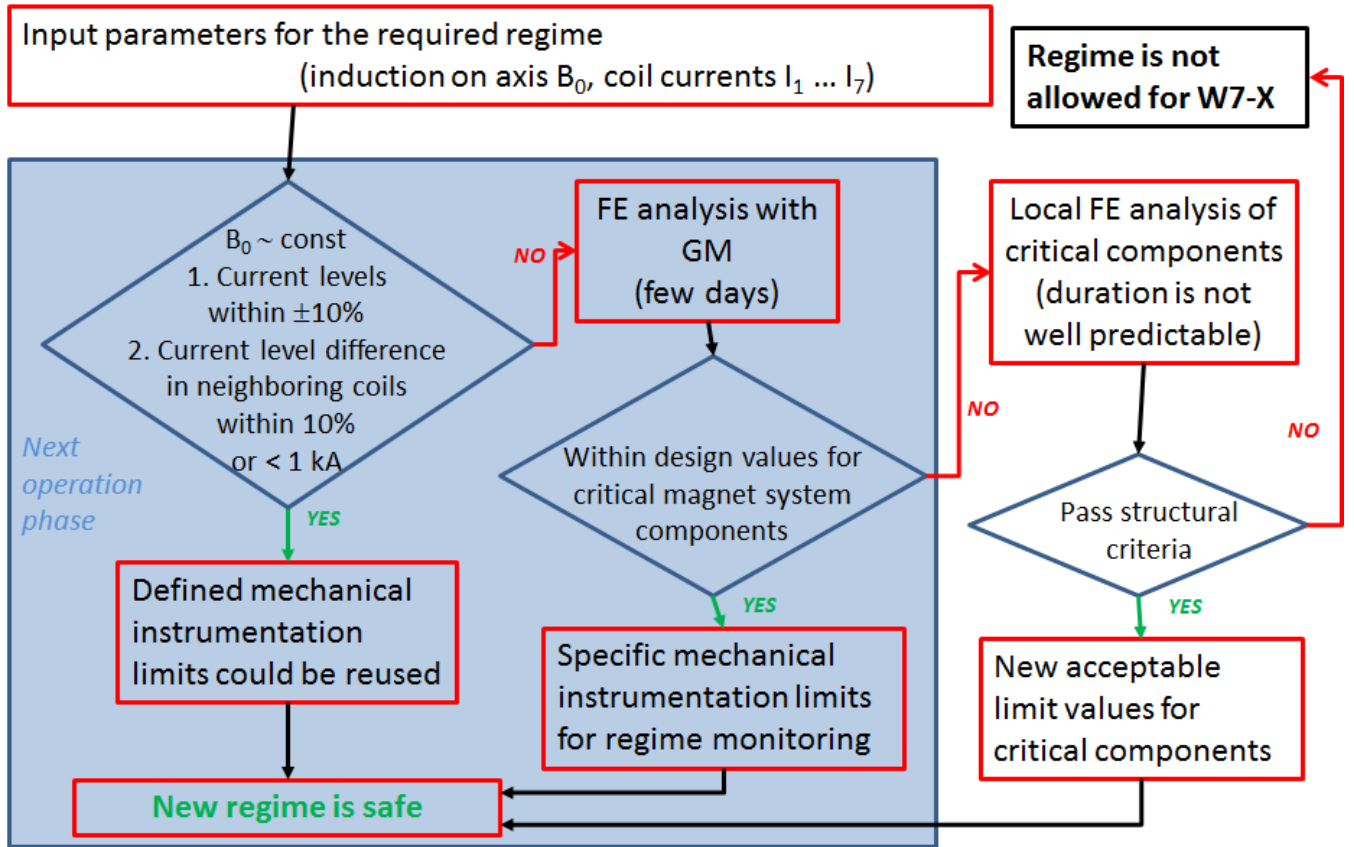 Input parameters for the required regime
(induction on axis B₀, coil currents I₁ ... I₇)
Regime is not
allowed for W7-X
B₀ ~ const
1. Current levels
within ±10%
2. Current level difference
in neighboring coils
within 10%
or < 1 kA
NO
YES
Next
operation
phase
FE analysis with
GM
(few days)
Within design values for
critical magnet system
components
NO
YES
Local FE analysis of
critical components
(duration is not
well predictable)
NO
Pass structural
criteria
YES
Defined mechanical
instrumentation
limits could be reused
Specific mechanical
instrumentation limits
for regime monitoring
New acceptable
limit values for
critical components
New regime is safe